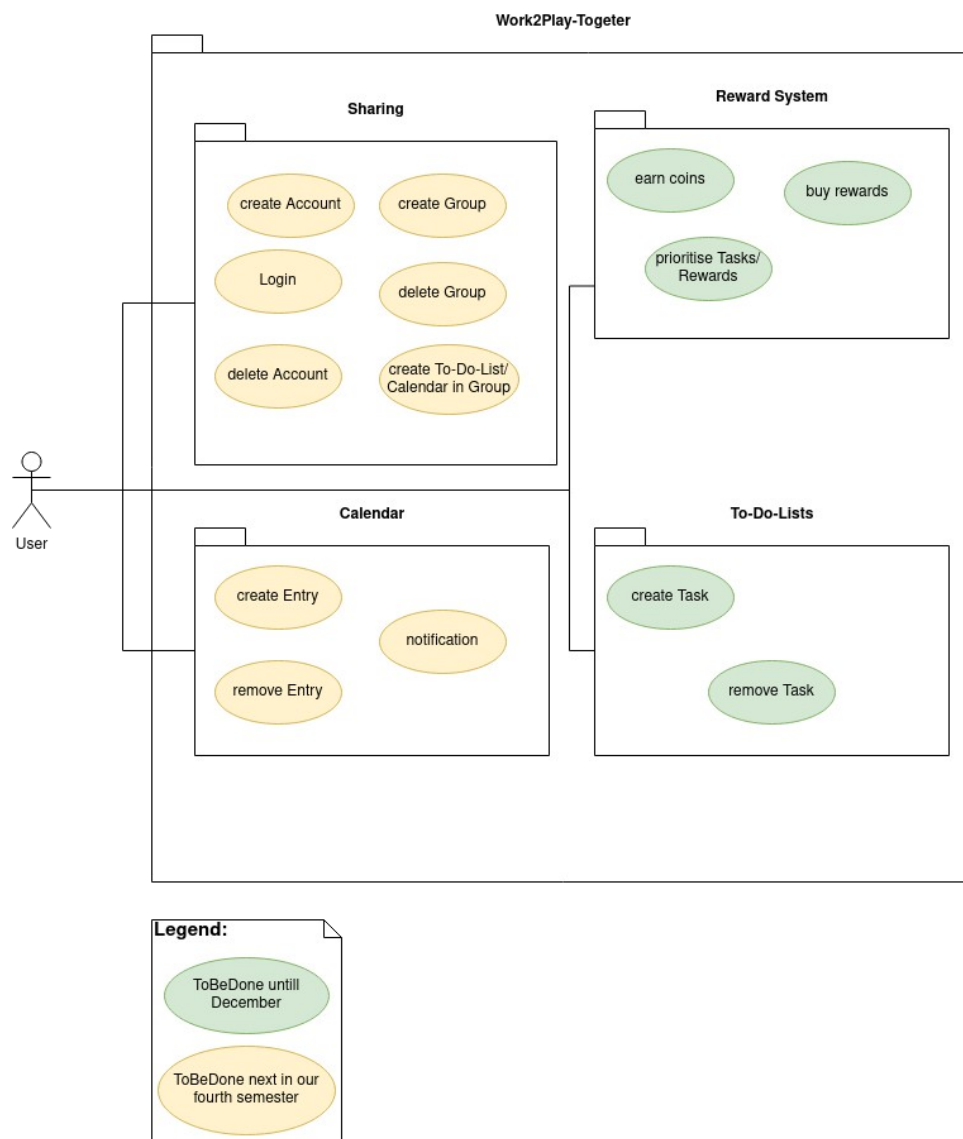 Work2Play-Togeter
Sharing
create Account
create Group
Login
delete Group
delete Account
create To-Do-List/
Calendar in Group
Reward System
earn coins
buy rewards
prioritise Tasks/
Rewards
User
Calendar
create Entry
notification
remove Entry
To-Do-Lists
create Task
remove Task
Legend:
ToBeDone untill
December
ToBeDone next in our
fourth semester